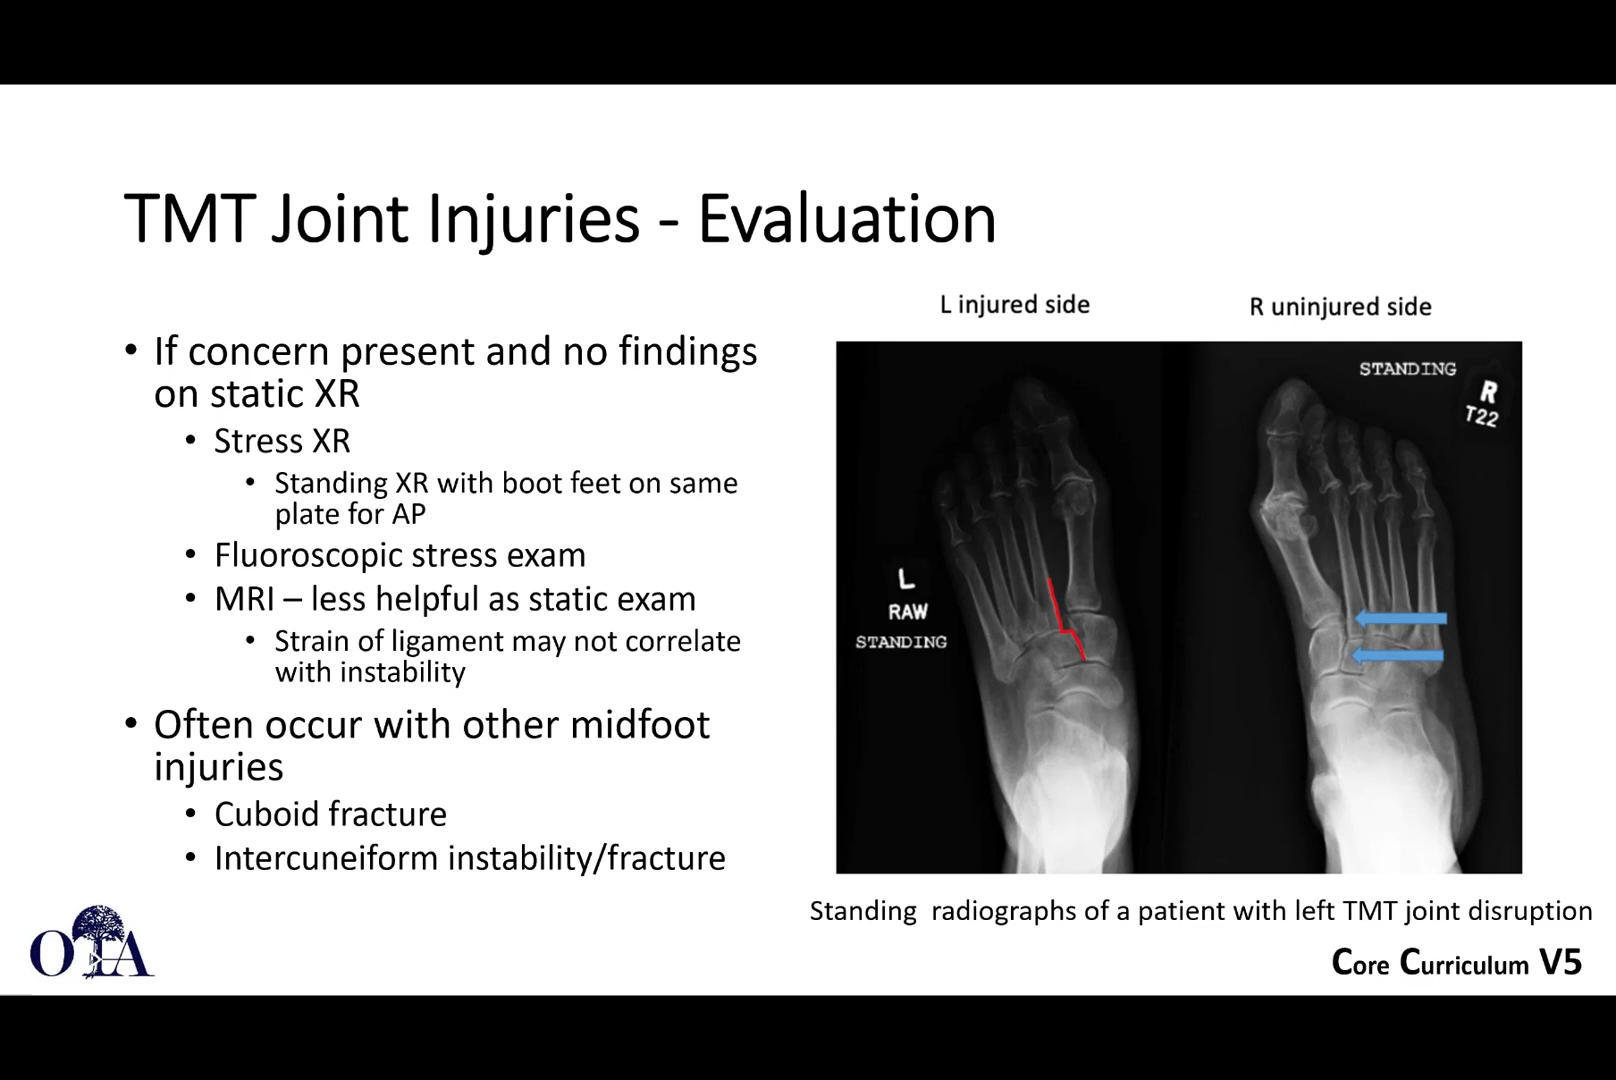 TMT Joint Injuries - Evaluation
• If concern present and no findings
on static XR
• Stress XR
• Standing XR with boot feet on same
plate for AP
• Fluoroscopic stress exam
• MRI – less helpful as static exam
• Strain of ligament may not correlate
with instability
• Often occur with other midfoot
injuries
• Cuboid fracture
• Intercuneiform instability/fracture
L injured side
R uninjured side
L
RAW
STANDING
STANDING
R
T22
Standing radiographs of a patient with left TMT joint disruption
OTA
Core Curriculum V5